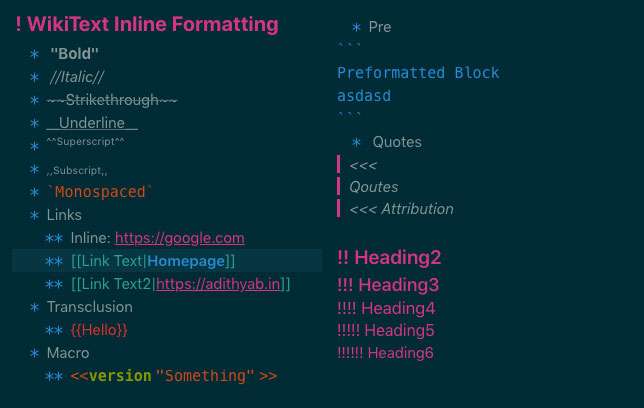 ! WikiText Inline Formatting
* "Bold"
* //Italic//
* ~~Strikethrough~~
* __Underline__
* ^^Superscript^^
* ,,Subscript,,
* `Monospaced`
* Links
** Inline: https://google.com
** [[Link Text|Homepage]]
** [[Link Text2|https://adithyab.in]]
* Transclusion
** {{Hello}}
* Macro
** <<version "Something" >>
* Pre
```
Preformatted Block
asdasd
```
* Quotes
<<<
Qoutes
<<< Attribution
!! Heading2
!!! Heading3
!!!! Heading4
!!!!! Heading5
!!!!!! Heading6